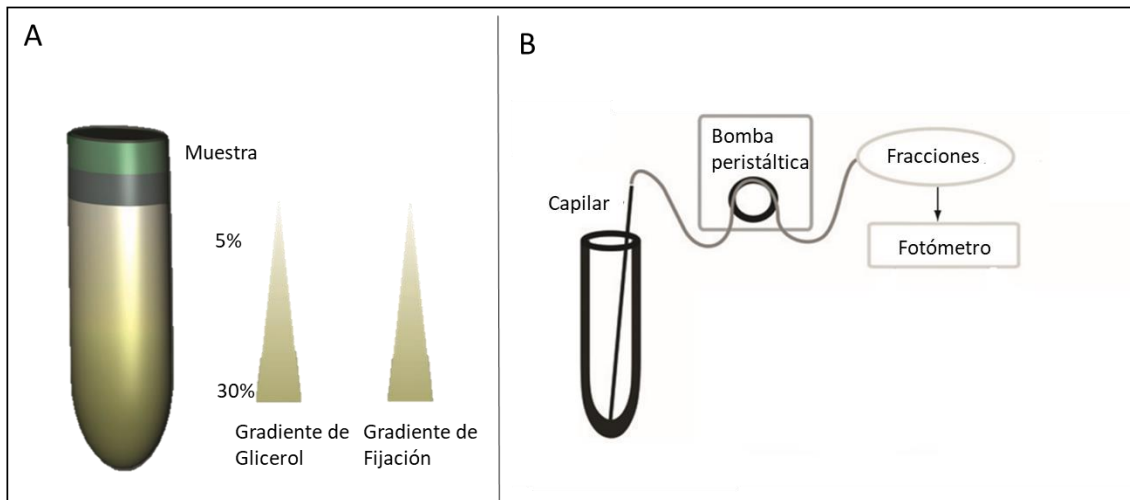 A
Muestra
5%
30%
Gradiente de
Glicerol
Gradiente de
Fijación
B
Bomba
peristáltica
Capilar
Fracciones
Fotómetro